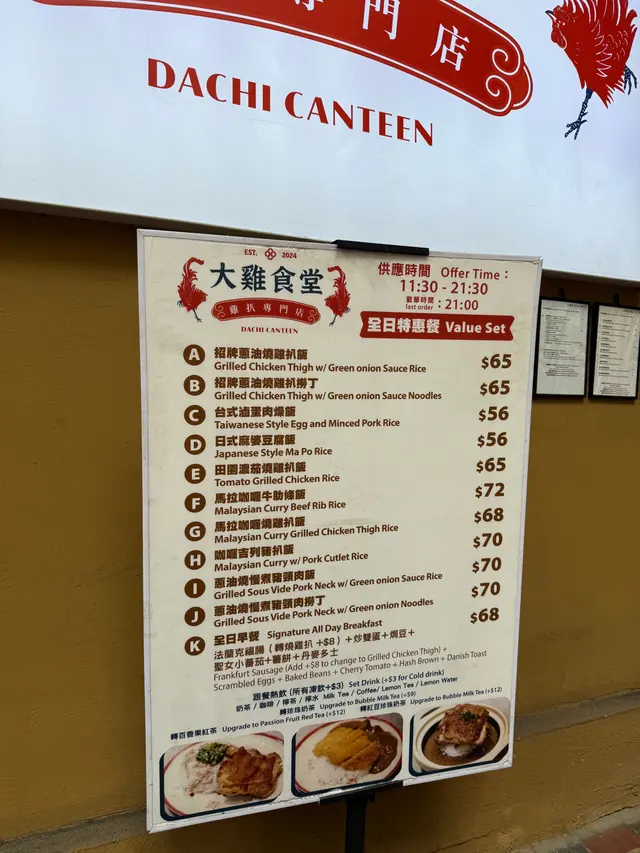 專門店
DACHI CANTEEN
EST. 2024
大雞食堂
雞扒專門店
DACHI CANTEEN
供應時間 Offer Time:
11:30 - 21:30
截單時間
last order : 21:00
全日特惠餐 Value Set
A 招牌蔥油燒雞扒飯 $65
Grilled Chicken Thigh w/ Green onion Sauce Rice
B 招牌蔥油燒雞扒撈丁 $65
Grilled Chicken Thigh w/ Green onion Sauce Noodles
C 台式滷蛋肉燥飯 $56
Taiwanese Style Egg and Minced Pork Rice
D 日式麻婆豆腐飯 $56
Japanese Style Ma Po Rice
E 田園濃茄燒雞扒飯 $65
Tomato Grilled Chicken Rice
F 馬拉咖喱牛肋條飯 $72
Malaysian Curry Beef Rib Rice
G 馬拉咖喱燒雞扒飯 $68
Malaysian Curry Grilled Chicken Thigh Rice
H 咖喱吉列豬扒飯 $70
Malaysian Curry w/ Pork Cutlet Rice
I 蔥油燒慢煮豬頸肉飯 $70
Grilled Sous Vide Pork Neck w/ Green onion Sauce Rice
J 蔥油燒慢煮豬頸肉撈丁 $70
Grilled Sous Vide Pork Neck w/ Green onion Noodles
K 全日早餐 Signature All Day Breakfast $68
法蘭克福腸（轉燒雞扒 +$8）+炒雙蛋+焗豆+
聖女小蕃茄+薯餅+丹麥多士
Frankfurt Sausage (Add +$8 to change to Grilled Chicken Thigh) +
Scrambled Eggs + Baked Beans + Cherry Tomato + Hash Brown + Danish Toast
跟餐熱飲 (所有凍飲+$3) Set Drink (+$3 for Cold drink)
奶茶 / 咖啡 / 檸茶 / 檸水 Milk Tea / Coffee/ Lemon Tea / Lemon Water
轉珍珠奶茶 Upgrade to Bubble Milk Tea (+$9)
轉百香果紅茶 Upgrade to Passion Fruit Red Tea (+$12) 轉紅豆珍珠奶茶 Upgrade to Bubble Milk Tea (+$12)